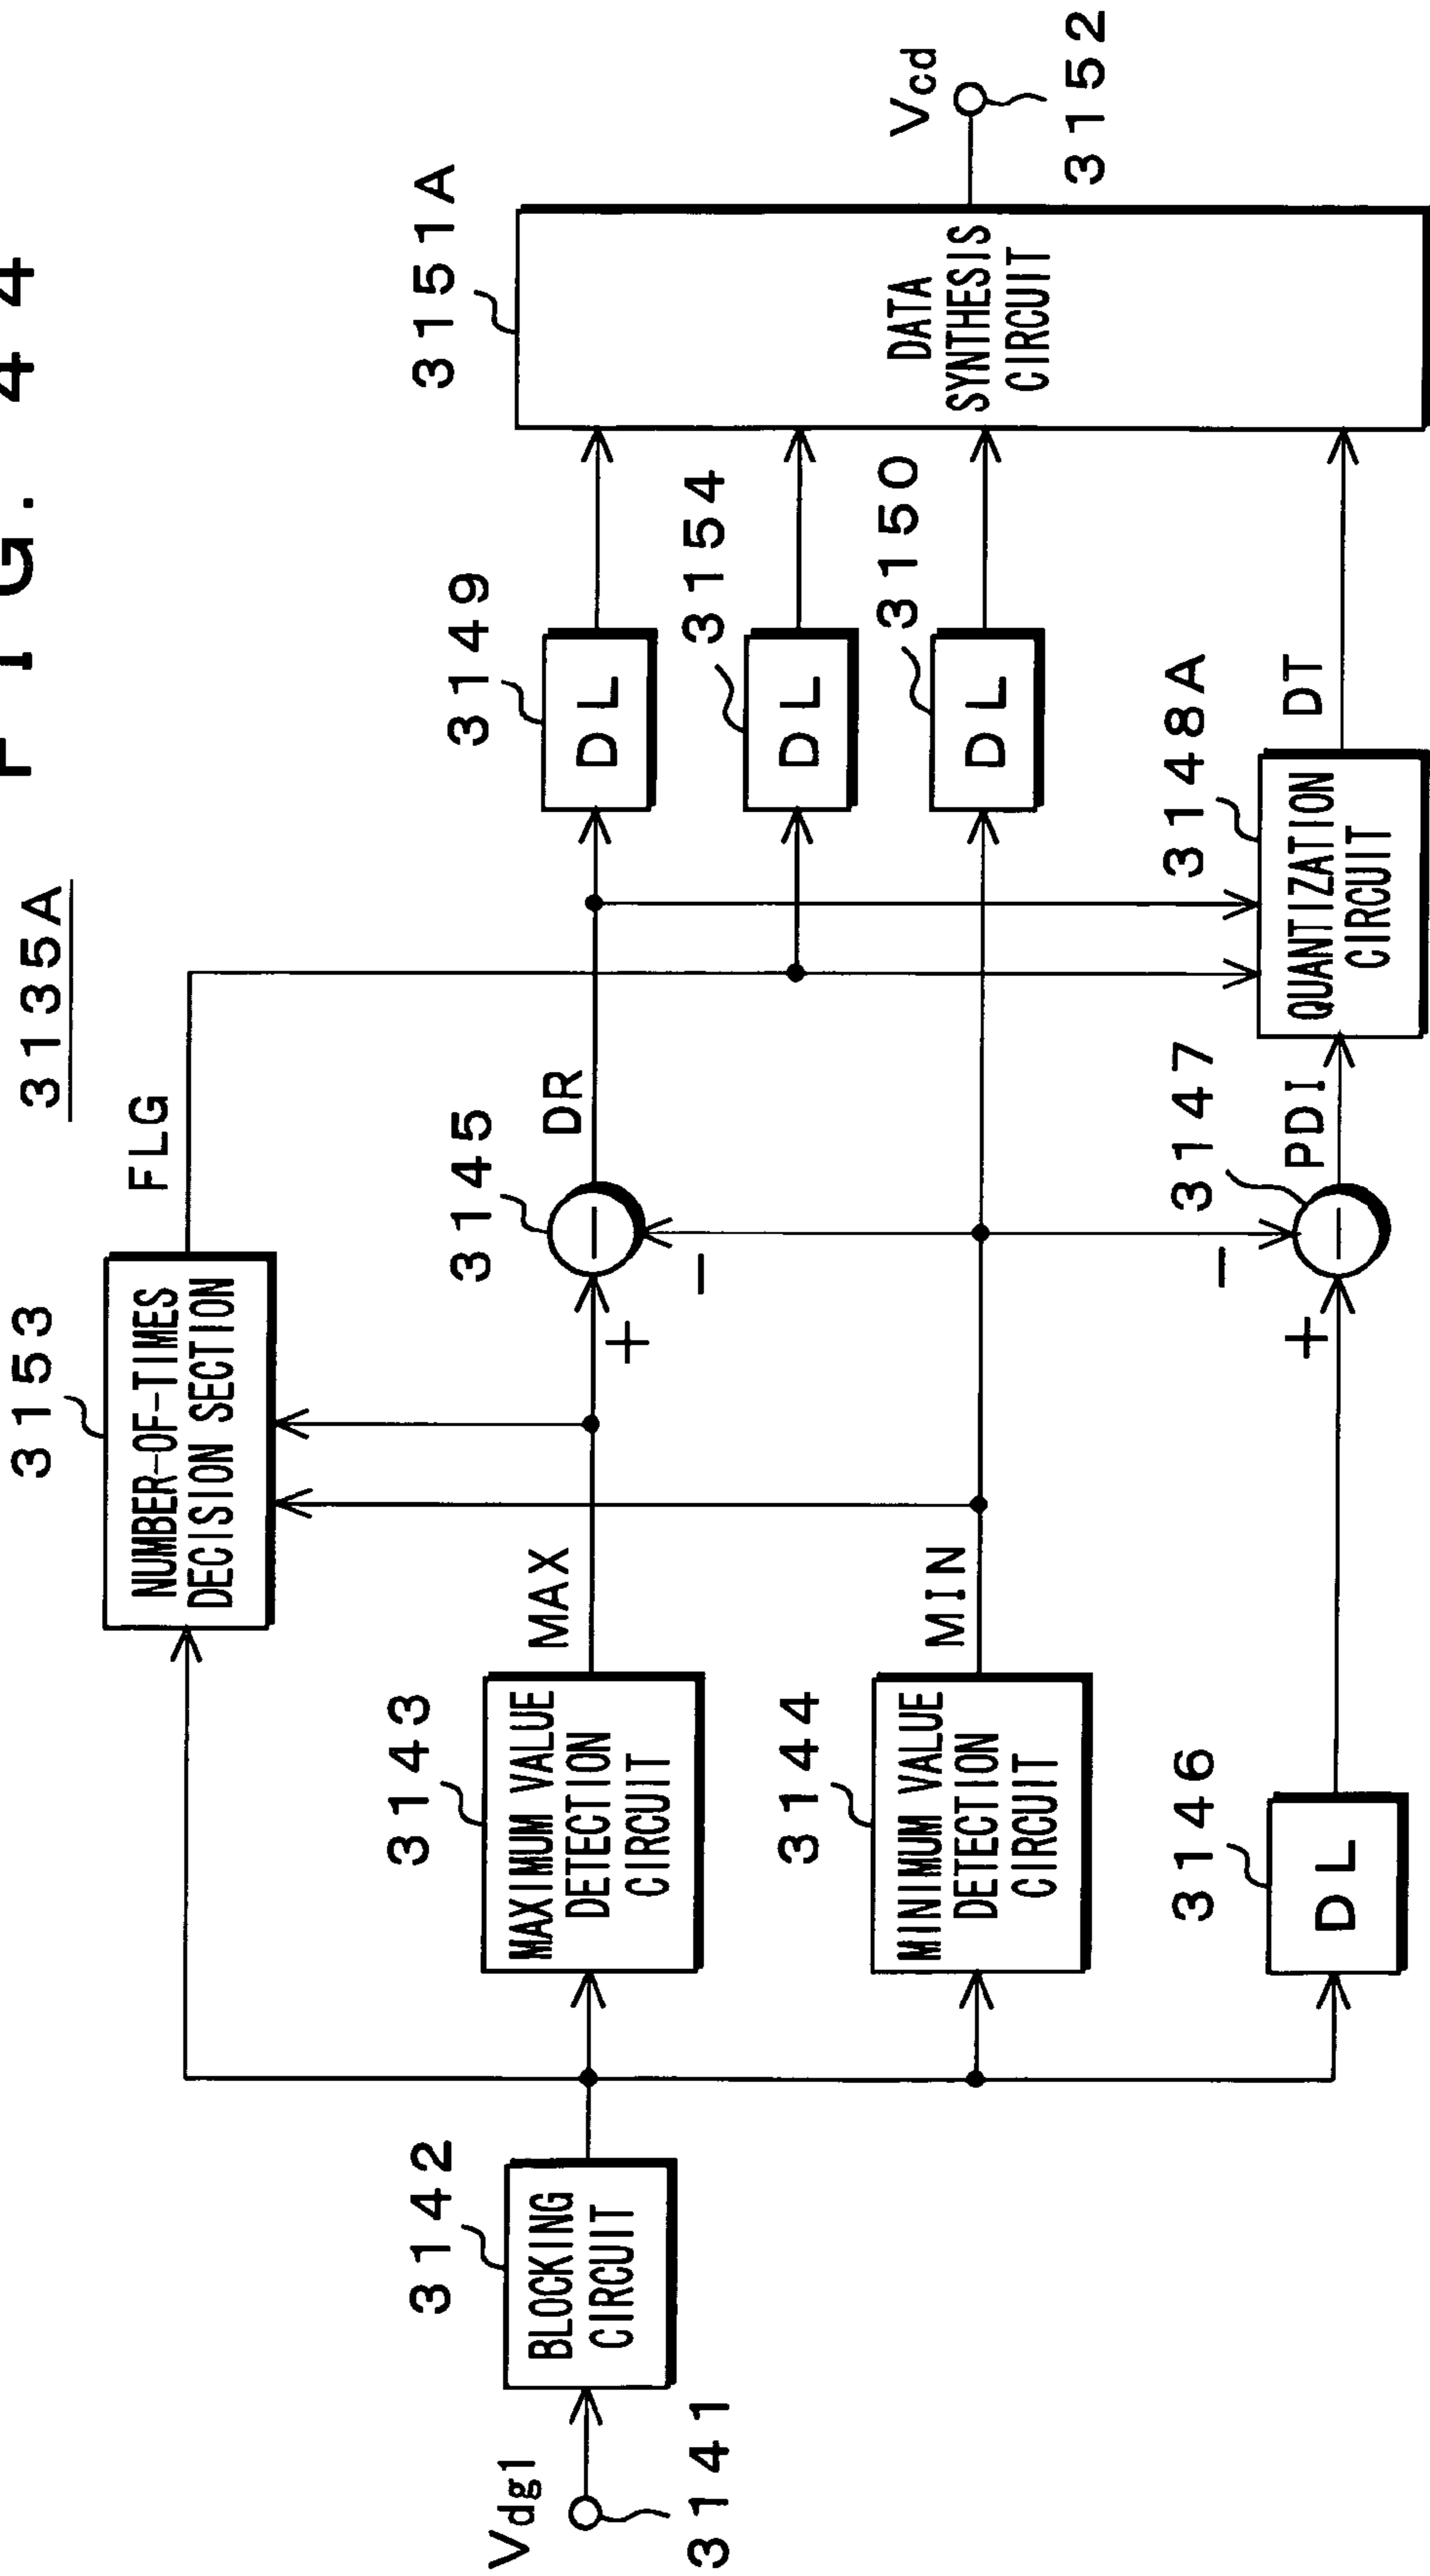 FIG. 44
3135A
3153
NUMBER-OF-TIMES
DECISION SECTION
FLG
3151A
3143
MAXIMUM VALUE
DETECTION
CIRCUIT
MAX
+
3145
−
−
DR
3149
DL
3154
DL
3142
BLOCKING
CIRCUIT
Vdg1
3141
3144
MINIMUM VALUE
DETECTION
CIRCUIT
MIN
−
3150
DL
DATA
SYNTHESIS
CIRCUIT
Vcd
3152
3146
DL
+
−
3147
PDI
3148A
QUANTIZATION
CIRCUIT
DT